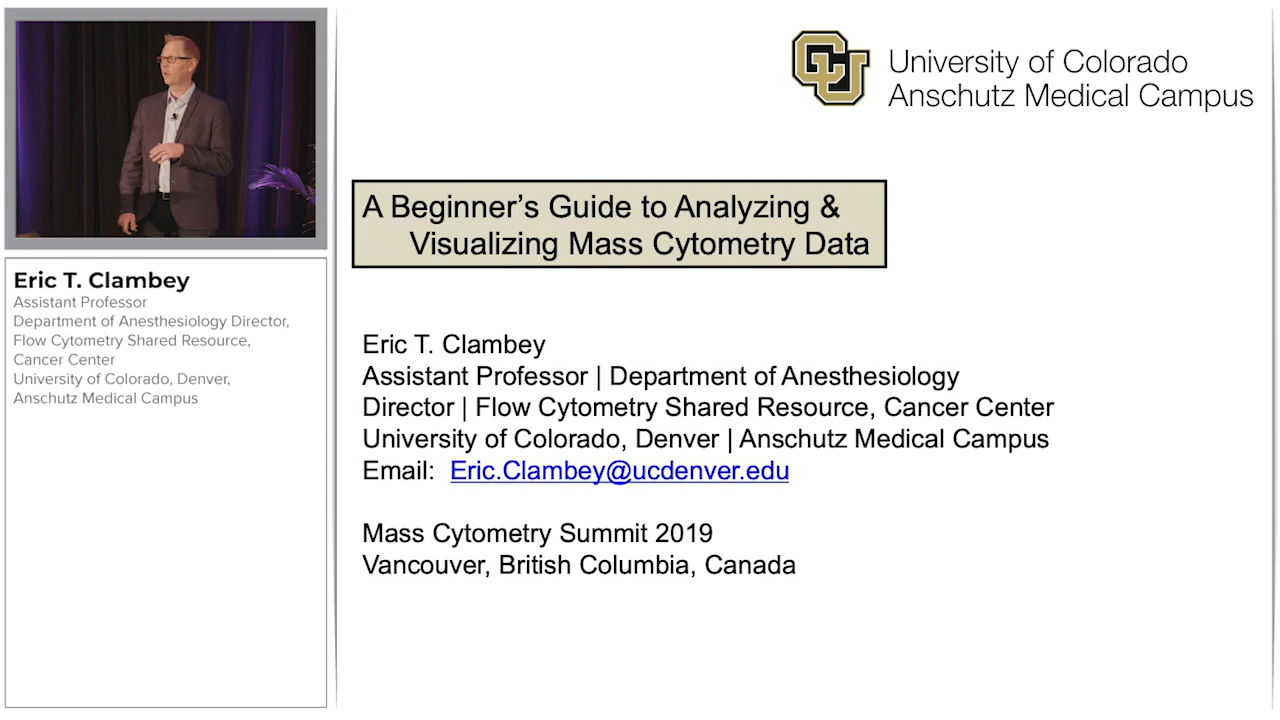 CU
University of Colorado
Anschutz Medical Campus
A Beginner’s Guide to Analyzing &
Visualizing Mass Cytometry Data
Eric T. Clambey
Assistant Professor
Department of Anesthesiology Director,
Flow Cytometry Shared Resource,
Cancer Center
University of Colorado, Denver,
Anschutz Medical Campus
Eric T. Clambey
Assistant Professor | Department of Anesthesiology
Director | Flow Cytometry Shared Resource, Cancer Center
University of Colorado, Denver | Anschutz Medical Campus
Email: Eric.Clambey@ucdenver.edu
Mass Cytometry Summit 2019
Vancouver, British Columbia, Canada